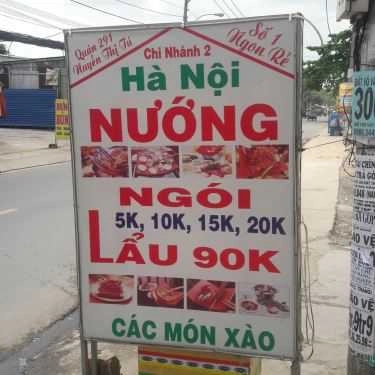 Quán 291
Nguyễn Thị Tú
Chi Nhánh 2
Số 1
Ngon Rẻ
Hà Nội
NƯỚNG
NGÓI
5K, 10K, 15K, 20K
LẨU 90K
CÁC MÓN XÀO